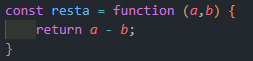 const resta = function (a,b) {
    return a - b;
}